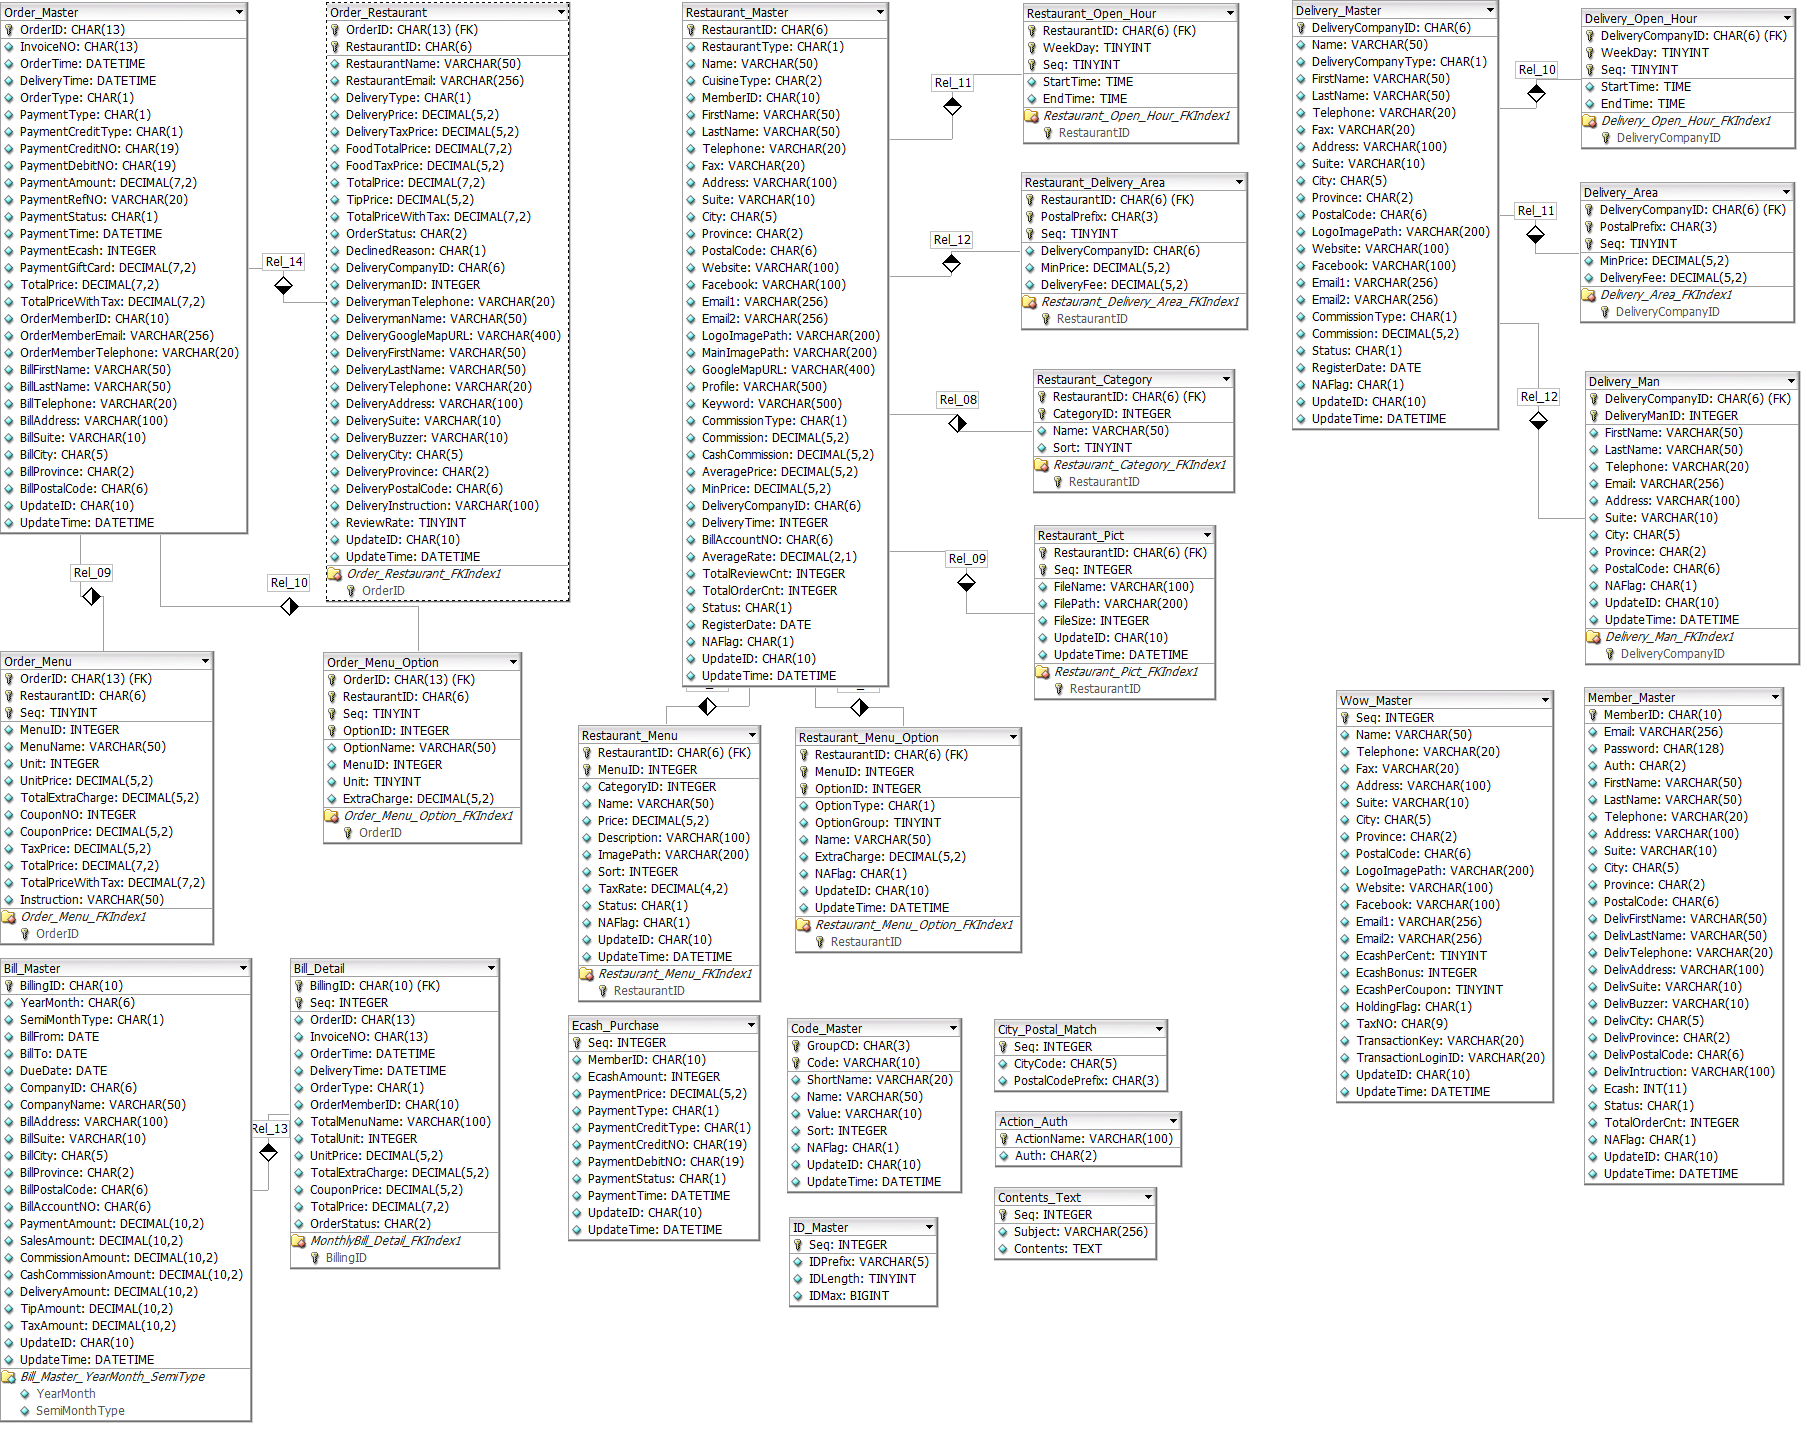 Order_Master
OrderID: CHAR(13)
InvoiceNO: CHAR(13)
OrderTime: DATETIME
DeliveryTime: DATETIME
OrderType: CHAR(1)
PaymentType: CHAR(1)
PaymentCreditType: CHAR(1)
PaymentCreditNO: CHAR(19)
PaymentDebitNO: CHAR(19)
PaymentAmount: DECIMAL(7,2)
PaymentRefNO: VARCHAR(20)
PaymentStatus: CHAR(1)
PaymentTime: DATETIME
PaymentEcash: INTEGER
PaymentGiftCard: DECIMAL(7,2)
TotalPrice: DECIMAL(7,2)
TotalPriceWithTax: DECIMAL(7,2)
OrderMemberID: CHAR(10)
OrderMemberEmail: VARCHAR(256)
OrderMemberTelephone: VARCHAR(20)
BillFirstName: VARCHAR(50)
BillLastName: VARCHAR(50)
BillTelephone: VARCHAR(20)
BillAddress: VARCHAR(100)
BillSuite: VARCHAR(10)
BillCity: CHAR(5)
BillProvince: CHAR(2)
BillPostalCode: CHAR(6)
UpdateID: CHAR(10)
UpdateTime: DATETIME
Rel_14
Order_Restaurant
OrderID: CHAR(13) (FK)
RestaurantID: CHAR(6)
RestaurantName: VARCHAR(50)
RestaurantEmail: VARCHAR(256)
DeliveryType: CHAR(1)
DeliveryPrice: DECIMAL(5,2)
DeliveryTaxPrice: DECIMAL(5,2)
FoodTotalPrice: DECIMAL(7,2)
FoodTaxPrice: DECIMAL(5,2)
TotalPrice: DECIMAL(7,2)
TipPrice: DECIMAL(5,2)
TotalPriceWithTax: DECIMAL(7,2)
OrderStatus: CHAR(2)
DeclinedReason: CHAR(1)
DeliveryCompanyID: CHAR(6)
DeliverymanID: INTEGER
DeliverymanTelephone: VARCHAR(20)
DeliverymanName: VARCHAR(50)
DeliveryGoogleMapURL: VARCHAR(400)
DeliveryFirstName: VARCHAR(50)
DeliveryLastName: VARCHAR(50)
DeliveryTelephone: VARCHAR(20)
DeliveryAddress: VARCHAR(100)
DeliverySuite: VARCHAR(10)
DeliveryBuzzer: VARCHAR(10)
DeliveryCity: CHAR(5)
DeliveryProvince: CHAR(2)
DeliveryPostalCode: CHAR(6)
DeliveryInstruction: VARCHAR(100)
ReviewRate: TINYINT
UpdateID: CHAR(10)
UpdateTime: DATETIME
Order_Restaurant_FKIndex1
OrderID
Restaurant_Master
RestaurantID: CHAR(6)
RestaurantType: CHAR(1)
Name: VARCHAR(50)
CuisineType: CHAR(2)
MemberID: CHAR(10)
FirstName: VARCHAR(50)
LastName: VARCHAR(50)
Telephone: VARCHAR(20)
Fax: VARCHAR(20)
Address: VARCHAR(100)
Suite: VARCHAR(10)
City: CHAR(5)
Province: CHAR(2)
PostalCode: CHAR(6)
Website: VARCHAR(100)
Facebook: VARCHAR(100)
Email1: VARCHAR(256)
Email2: VARCHAR(256)
LogoImagePath: VARCHAR(200)
MainImagePath: VARCHAR(200)
GoogleMapURL: VARCHAR(400)
Profile: VARCHAR(500)
Keyword: VARCHAR(500)
CommissionType: CHAR(1)
Commission: DECIMAL(5,2)
CashCommission: DECIMAL(5,2)
AveragePrice: DECIMAL(5,2)
MinPrice: DECIMAL(5,2)
DeliveryCompanyID: CHAR(6)
DeliveryTime: INTEGER
BillAccountNO: CHAR(6)
AverageRate: DECIMAL(2,1)
TotalReviewCnt: INTEGER
TotalOrderCnt: INTEGER
Status: CHAR(1)
RegisterDate: DATE
NAFlag: CHAR(1)
UpdateID: CHAR(10)
UpdateTime: DATETIME
Rel_11
Rel_12
Rel_08
Rel_09
Restaurant_Open_Hour
RestaurantID: CHAR(6) (FK)
WeekDay: TINYINT
Seq: TINYINT
StartTime: TIME
EndTime: TIME
Restaurant_Open_Hour_FKIndex1
RestaurantID
Restaurant_Delivery_Area
RestaurantID: CHAR(6) (FK)
PostalPrefix: CHAR(3)
Seq: TINYINT
DeliveryCompanyID: CHAR(6)
MinPrice: DECIMAL(5,2)
DeliveryFee: DECIMAL(5,2)
Restaurant_Delivery_Area_FKIndex1
RestaurantID
Restaurant_Category
RestaurantID: CHAR(6) (FK)
CategoryID: INTEGER
Name: VARCHAR(50)
Sort: TINYINT
Restaurant_Category_FKIndex1
RestaurantID
Restaurant_Pict
RestaurantID: CHAR(6) (FK)
Seq: INTEGER
FileName: VARCHAR(100)
FilePath: VARCHAR(200)
FileSize: INTEGER
UpdateID: CHAR(10)
UpdateTime: DATETIME
Restaurant_Pict_FKIndex1
RestaurantID
Delivery_Master
DeliveryCompanyID: CHAR(6)
Name: VARCHAR(50)
DeliveryCompanyType: CHAR(1)
FirstName: VARCHAR(50)
LastName: VARCHAR(50)
Telephone: VARCHAR(20)
Fax: VARCHAR(20)
Address: VARCHAR(100)
Suite: VARCHAR(10)
City: CHAR(5)
Province: CHAR(2)
PostalCode: CHAR(6)
LogoImagePath: VARCHAR(200)
Website: VARCHAR(100)
Facebook: VARCHAR(100)
Email1: VARCHAR(256)
Email2: VARCHAR(256)
CommissionType: CHAR(1)
Commission: DECIMAL(5,2)
Status: CHAR(1)
RegisterDate: DATE
NAFlag: CHAR(1)
UpdateID: CHAR(10)
UpdateTime: DATETIME
Rel_10
Rel_11
Rel_12
Delivery_Open_Hour
DeliveryCompanyID: CHAR(6) (FK)
WeekDay: TINYINT
Seq: TINYINT
StartTime: TIME
EndTime: TIME
Delivery_Open_Hour_FKIndex1
DeliveryCompanyID
Delivery_Area
DeliveryCompanyID: CHAR(6) (FK)
PostalPrefix: CHAR(3)
Seq: TINYINT
MinPrice: DECIMAL(5,2)
DeliveryFee: DECIMAL(5,2)
Delivery_Area_FKIndex1
DeliveryCompanyID
Delivery_Man
DeliveryCompanyID: CHAR(6) (FK)
DeliveryManID: INTEGER
FirstName: VARCHAR(50)
LastName: VARCHAR(50)
Telephone: VARCHAR(20)
Email: VARCHAR(256)
Address: VARCHAR(100)
Suite: VARCHAR(10)
City: CHAR(5)
Province: CHAR(2)
PostalCode: CHAR(6)
NAFlag: CHAR(1)
UpdateID: CHAR(10)
UpdateTime: DATETIME
Delivery_Man_FKIndex1
DeliveryCompanyID
Rel_09
Rel_10
Order_Menu
OrderID: CHAR(13) (FK)
RestaurantID: CHAR(6)
Seq: TINYINT
MenuID: INTEGER
MenuName: VARCHAR(50)
Unit: INTEGER
UnitPrice: DECIMAL(5,2)
TotalExtraCharge: DECIMAL(5,2)
CouponNO: INTEGER
CouponPrice: DECIMAL(5,2)
TaxPrice: DECIMAL(5,2)
TotalPrice: DECIMAL(7,2)
TotalPriceWithTax: DECIMAL(7,2)
Instruction: VARCHAR(50)
Order_Menu_FKIndex1
OrderID
Order_Menu_Option
OrderID: CHAR(13) (FK)
RestaurantID: CHAR(6)
Seq: TINYINT
OptionID: INTEGER
OptionName: VARCHAR(50)
MenuID: INTEGER
Unit: TINYINT
ExtraCharge: DECIMAL(5,2)
Order_Menu_Option_FKIndex1
OrderID
Restaurant_Menu
RestaurantID: CHAR(6) (FK)
MenuID: INTEGER
CategoryID: INTEGER
Name: VARCHAR(50)
Price: DECIMAL(5,2)
Description: VARCHAR(100)
ImagePath: VARCHAR(200)
Sort: INTEGER
TaxRate: DECIMAL(4,2)
Status: CHAR(1)
NAFlag: CHAR(1)
UpdateID: CHAR(10)
UpdateTime: DATETIME
Restaurant_Menu_FKIndex1
RestaurantID
Restaurant_Menu_Option
RestaurantID: CHAR(6) (FK)
MenuID: INTEGER
OptionID: INTEGER
OptionType: CHAR(1)
OptionGroup: TINYINT
Name: VARCHAR(50)
ExtraCharge: DECIMAL(5,2)
NAFlag: CHAR(1)
UpdateID: CHAR(10)
UpdateTime: DATETIME
Restaurant_Menu_Option_FKIndex1
RestaurantID
Wow_Master
Seq: INTEGER
Name: VARCHAR(50)
Telephone: VARCHAR(20)
Fax: VARCHAR(20)
Address: VARCHAR(100)
Suite: VARCHAR(10)
City: CHAR(5)
Province: CHAR(2)
PostalCode: CHAR(6)
LogoImagePath: VARCHAR(200)
Website: VARCHAR(100)
Facebook: VARCHAR(100)
Email1: VARCHAR(256)
Email2: VARCHAR(256)
EcashPerCent: TINYINT
EcashBonus: INTEGER
EcashPerCoupon: TINYINT
HoldingFlag: CHAR(1)
TaxNO: CHAR(9)
TransactionKey: VARCHAR(20)
TransactionLoginID: VARCHAR(20)
UpdateID: CHAR(10)
UpdateTime: DATETIME
Member_Master
MemberID: CHAR(10)
Email: VARCHAR(256)
Password: CHAR(128)
Auth: CHAR(2)
FirstName: VARCHAR(50)
LastName: VARCHAR(50)
Telephone: VARCHAR(20)
Address: VARCHAR(100)
Suite: VARCHAR(10)
City: CHAR(5)
Province: CHAR(2)
PostalCode: CHAR(6)
DelivFirstName: VARCHAR(50)
DelivLastName: VARCHAR(50)
DelivTelephone: VARCHAR(20)
DelivAddress: VARCHAR(100)
DelivSuite: VARCHAR(10)
DelivBuzzer: VARCHAR(10)
DelivCity: CHAR(5)
DelivProvince: CHAR(2)
DelivPostalCode: CHAR(6)
DelivIntruction: VARCHAR(100)
Ecash: INT(11)
Status: CHAR(1)
TotalOrderCnt: INTEGER
NAFlag: CHAR(1)
UpdateID: CHAR(10)
UpdateTime: DATETIME
Bill_Master
BillingID: CHAR(10)
YearMonth: CHAR(6)
SemiMonthType: CHAR(1)
BillFrom: DATE
BillTo: DATE
DueDate: DATE
CompanyID: CHAR(6)
CompanyName: VARCHAR(50)
BillAddress: VARCHAR(100)
BillSuite: VARCHAR(10)
BillCity: CHAR(5)
BillProvince: CHAR(2)
BillPostalCode: CHAR(6)
BillAccountNO: CHAR(6)
PaymentAmount: DECIMAL(10,2)
SalesAmount: DECIMAL(10,2)
CommissionAmount: DECIMAL(10,2)
CashCommissionAmount: DECIMAL(10,2)
DeliveryAmount: DECIMAL(10,2)
TipAmount: DECIMAL(10,2)
TaxAmount: DECIMAL(10,2)
UpdateID: CHAR(10)
UpdateTime: DATETIME
Bill_Master_YearMonth_SemiType
YearMonth
SemiMonthType
Rel_13
Bill_Detail
BillingID: CHAR(10) (FK)
Seq: INTEGER
OrderID: CHAR(13)
InvoiceNO: CHAR(13)
OrderTime: DATETIME
DeliveryTime: DATETIME
OrderType: CHAR(1)
OrderMemberID: CHAR(10)
TotalMenuName: VARCHAR(100)
TotalUnit: INTEGER
UnitPrice: DECIMAL(5,2)
TotalExtraCharge: DECIMAL(5,2)
CouponPrice: DECIMAL(5,2)
TotalPrice: DECIMAL(7,2)
OrderStatus: CHAR(2)
MonthlyBill_Detail_FKIndex1
BillingID
Ecash_Purchase
Seq: INTEGER
MemberID: CHAR(10)
EcashAmount: INTEGER
PaymentPrice: DECIMAL(5,2)
PaymentType: CHAR(1)
PaymentCreditType: CHAR(1)
PaymentCreditNO: CHAR(19)
PaymentDebitNO: CHAR(19)
PaymentStatus: CHAR(1)
PaymentTime: DATETIME
UpdateID: CHAR(10)
UpdateTime: DATETIME
Code_Master
GroupCD: CHAR(3)
Code: VARCHAR(10)
ShortName: VARCHAR(20)
Name: VARCHAR(50)
Value: VARCHAR(10)
Sort: INTEGER
NAFlag: CHAR(1)
UpdateID: CHAR(10)
UpdateTime: DATETIME
ID_Master
Seq: INTEGER
IDPrefix: VARCHAR(5)
IDLength: TINYINT
IDMax: BIGINT
City_Postal_Match
Seq: INTEGER
CityCode: CHAR(5)
PostalCodePrefix: CHAR(3)
Action_Auth
ActionName: VARCHAR(100)
Auth: CHAR(2)
Contents_Text
Seq: INTEGER
Subject: VARCHAR(256)
Contents: TEXT